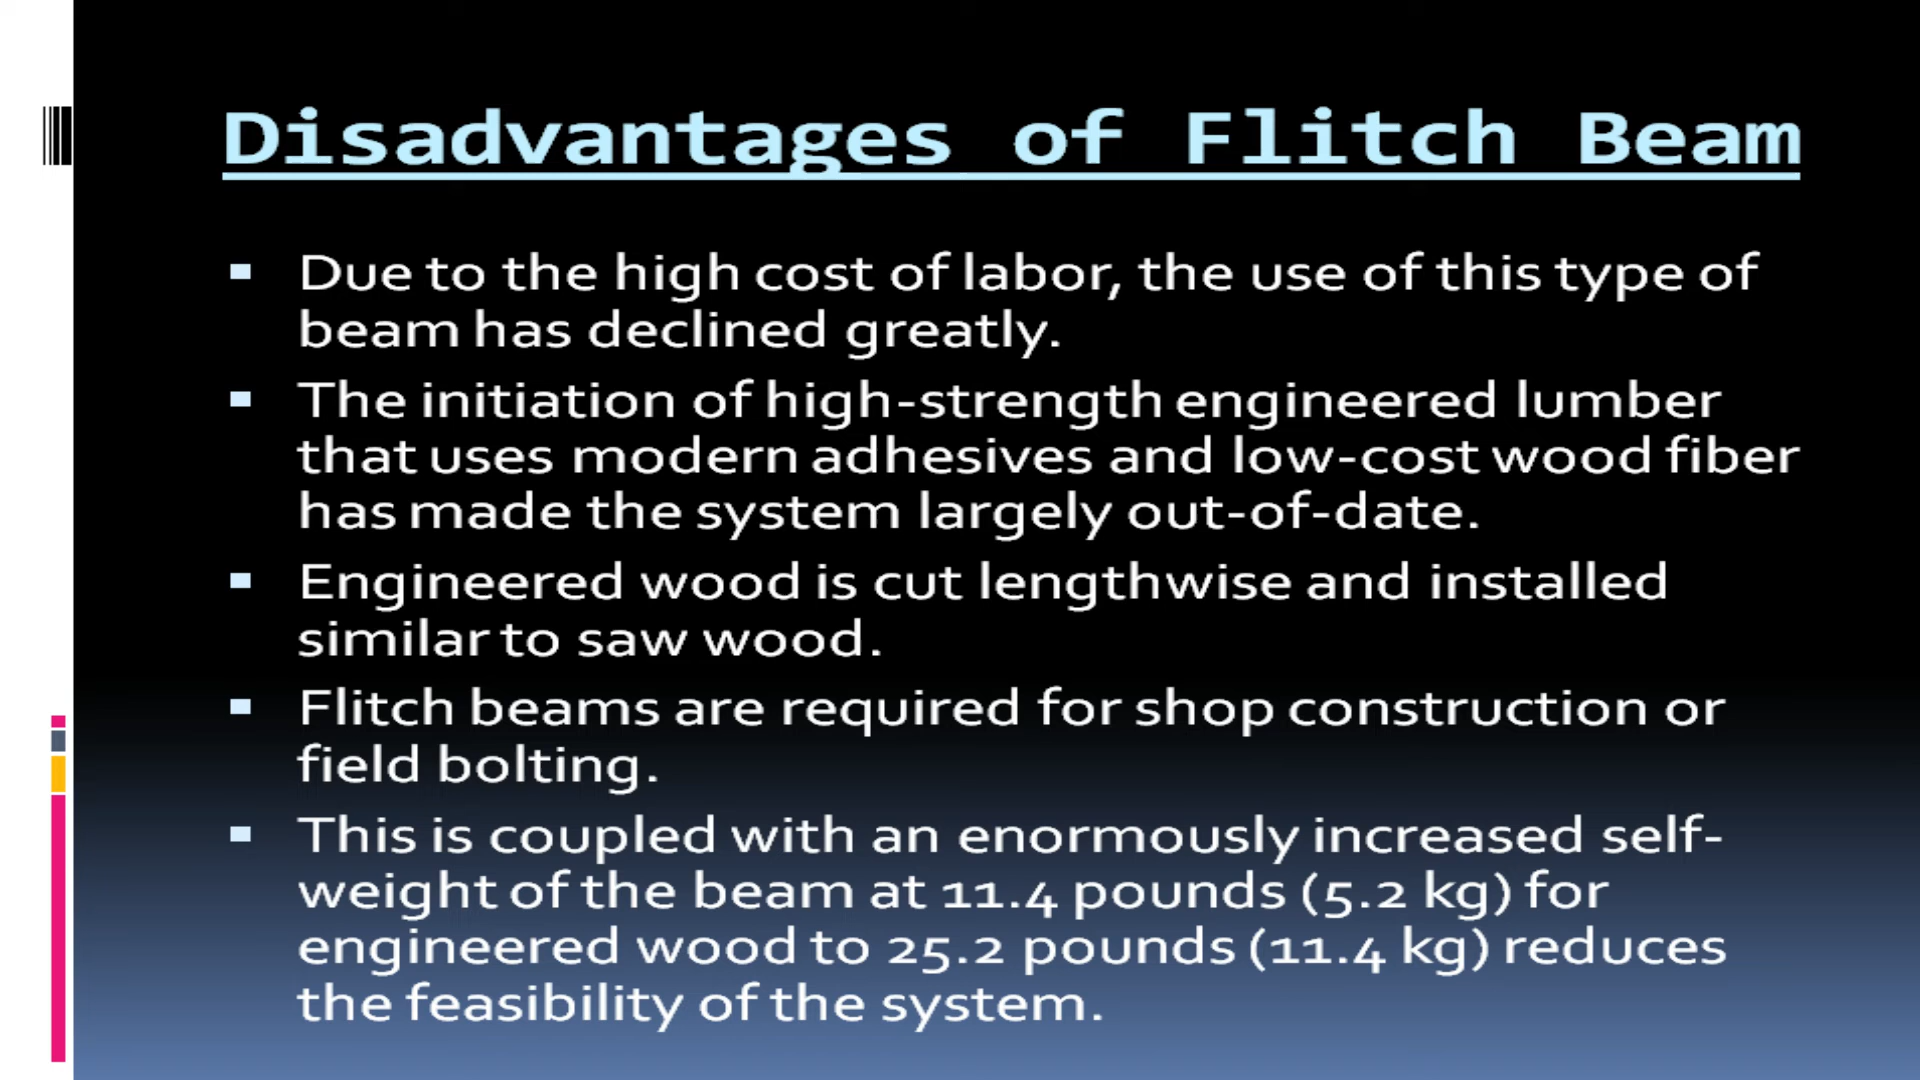 Disadvantages of Flitch Beam
Due to the high cost of labor, the use of this type of
beam has declined greatly.
The initiation of high-strength engineered lumber
that uses modern adhesives and low-cost wood fiber
has made the system largely out-of-date.
Engineered wood is cut lengthwise and installed
similar to saw wood.
Flitch beams are required for shop construction or
field bolting.
This is coupled with an enormously increased self-
weight of the beam at 11.4 pounds (5.2 kg) for
engineered wood to 25.2 pounds (11.4 kg) reduces
the feasibility of the system.